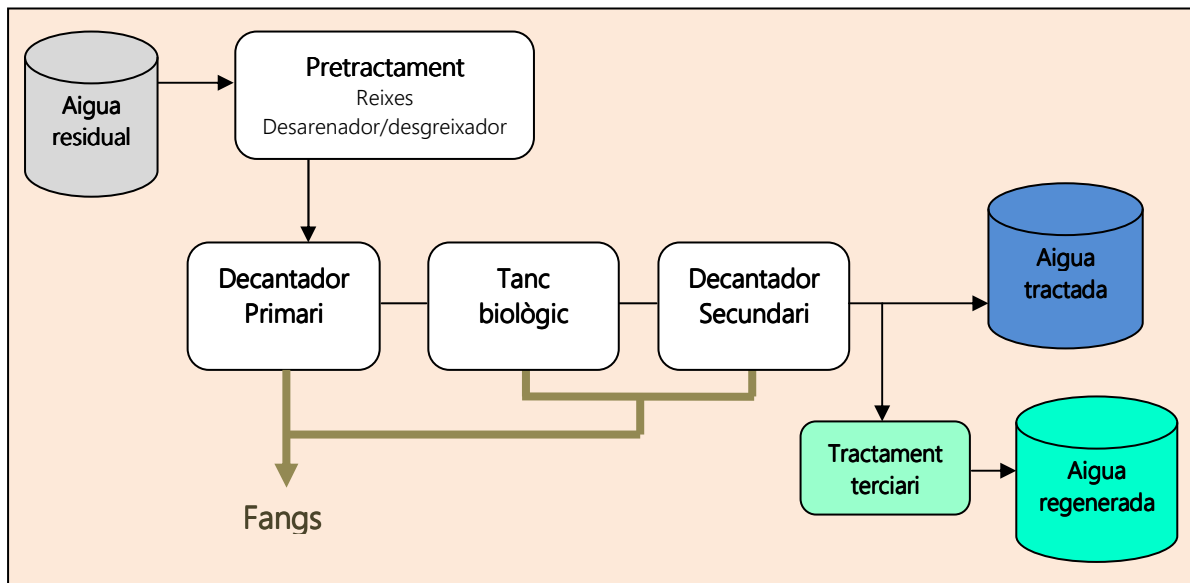 Aigua
residual
Pretractament
Reixes
Desarenador/desgreixador
Decantador
Primari
Tanc
biològic
Decantador
Secundari
Aigua
tractada
Tractament
terciari
Aigua
regenerada
Fangs